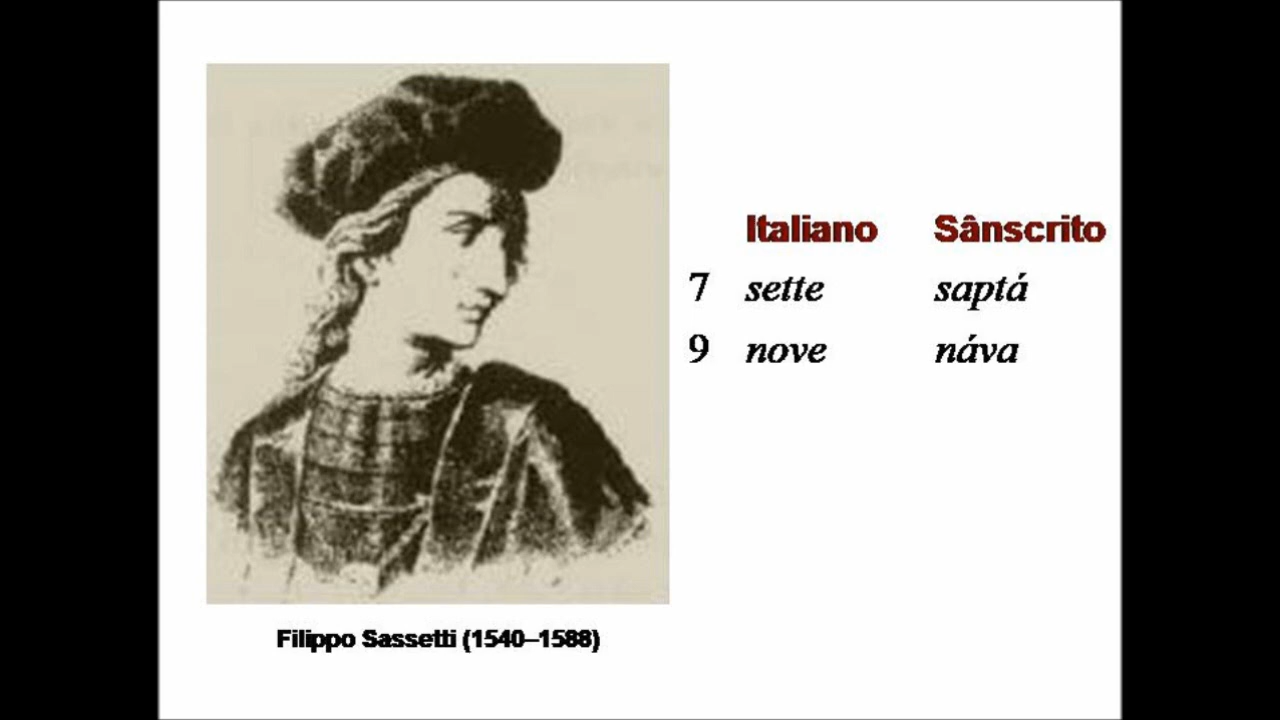 Italiano Sânscrito
7 sette saptá
9 nove náva
Filippo Sassetti (1540–1588)